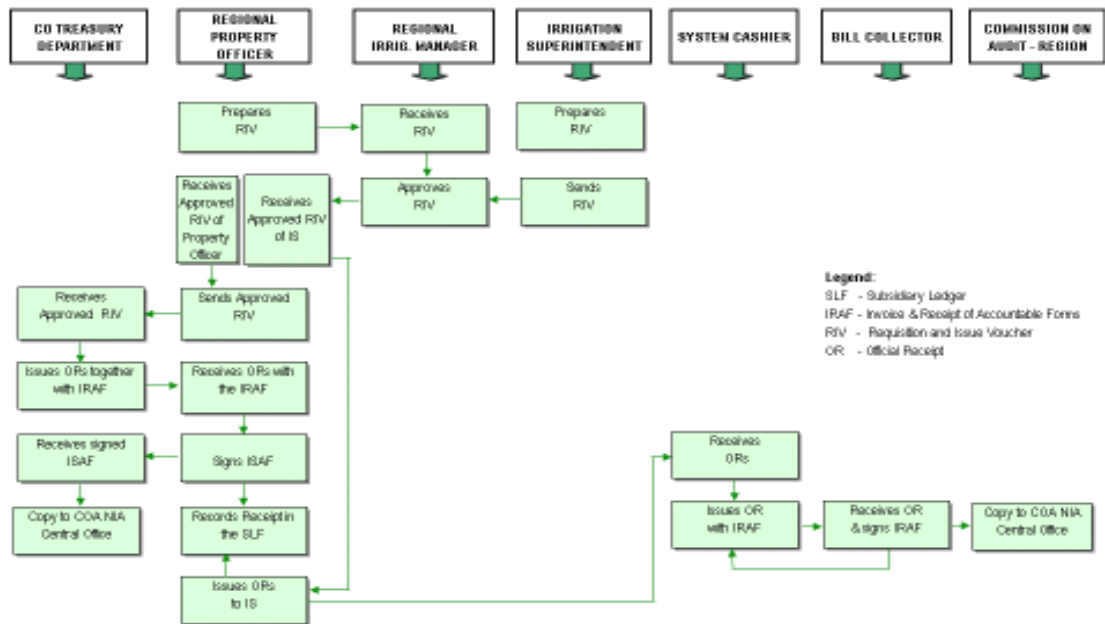 CO TREASURY
DEPARTMENT
REGIONAL
PROPERTY
OFFICER
REGIONAL
IRRIG. MANAGER
IRRIGATION
SUPERINTENDENT
SYSTEM CASHIER
BILL COLLECTOR
COMMISSION ON
AUDIT - REGION
Prepares
RIV
Receives
RIV
Prepares
RIV
Receives
Approved
RIV of
Property
Officer
Receives
Approved RIV
of IS
Approves
RIV
Sends
RIV
Receives
Approved RIV
Sends Approved
RIV
Legend:
SLF - Subsidiary Ledger
IRAF - Invoice & Receipt of Accountable Forms
RIV - Requisition and Issue Voucher
OR - Official Receipt
Issues ORs together
with IRAF
Receives ORs with
the IRAF
Receives signed
ISAF
Signs ISAF
Receives
ORs
Copy to COA NIA
Central Office
Records Receipt in
the SLF
Issues OR
with IRAF
Receives OR
& signs IRAF
Copy to COA NIA
Central Office
Issues ORs
to IS